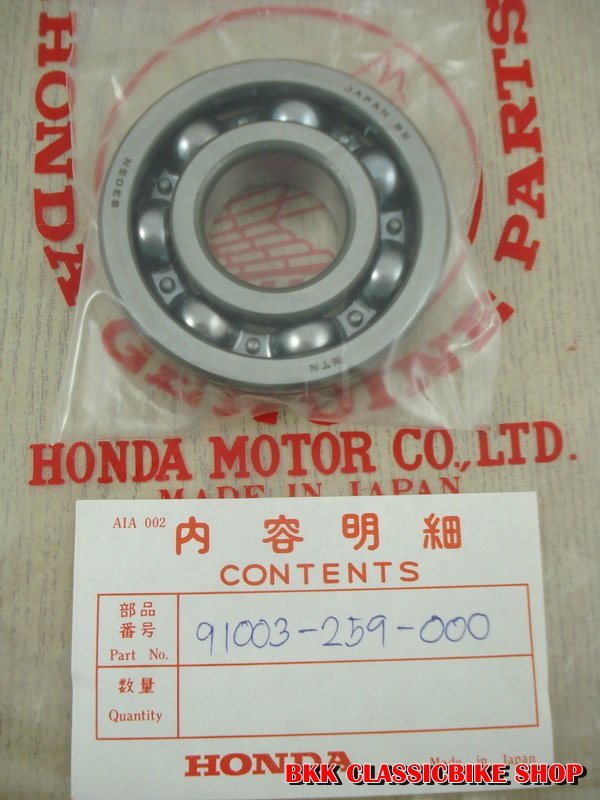 HONDA
GENUINE
PARTS
JAPAN
NTN
HONDA MOTOR CO., LTD.
MADE IN JAPAN
AIA 002
内容明細
CONTENTS
部品
番号
Part No.
91003-259-000
数量
Quantity
HONDA
Made in Japan
BKK CLASSICBIKE SHOP